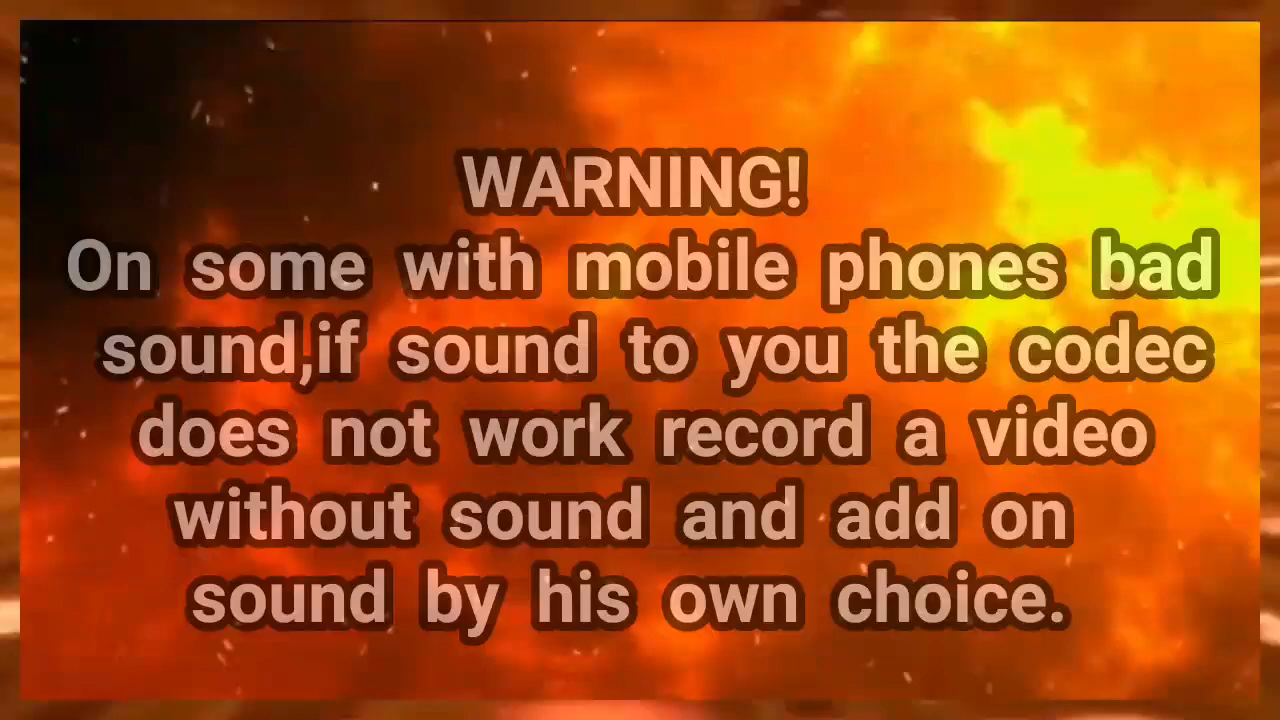 WARNING!
On some with mobile phones bad
sound,if sound to you the codec
does not work record a video
without sound and add on
sound by his own choice.